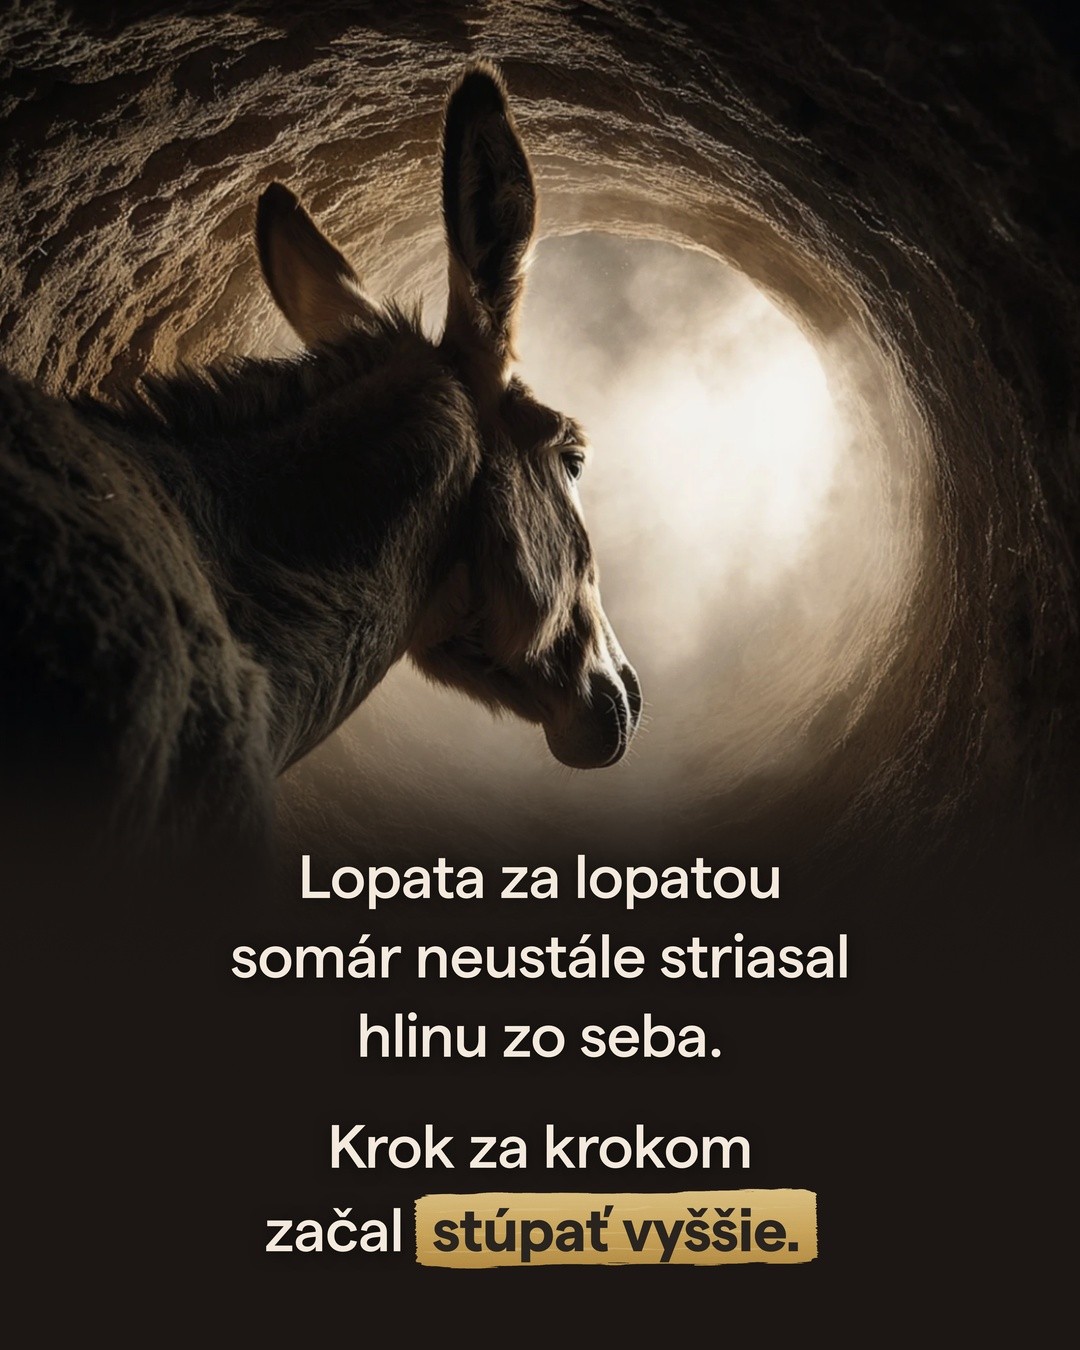 Lopata za lopatou
somár neustále striasal
hlinu zo seba.
Krok za krokom
začal stúpať vyššie.